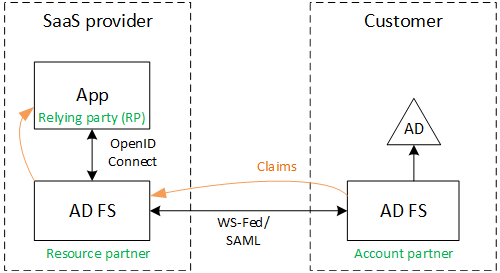 SaaS provider
Customer
App
Relying party (RP)
OpenID
Connect
AD
Claims
AD FS
WS-Fed/
SAML
AD FS
Resource partner
Account partner